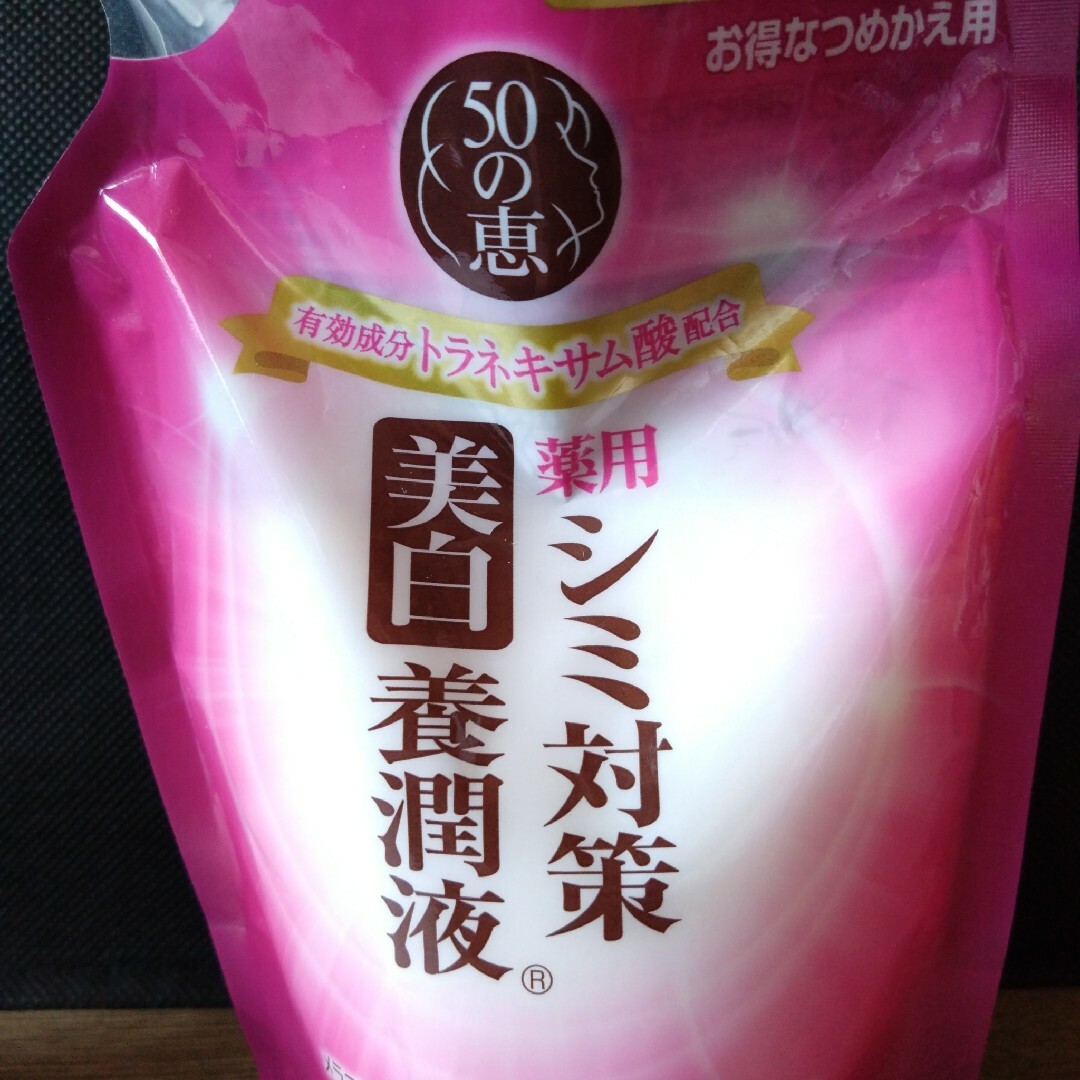 お得なつめかえ用
50の恵
有効成分トラネキサム酸配合
薬用
シミ対策
美白養潤液®